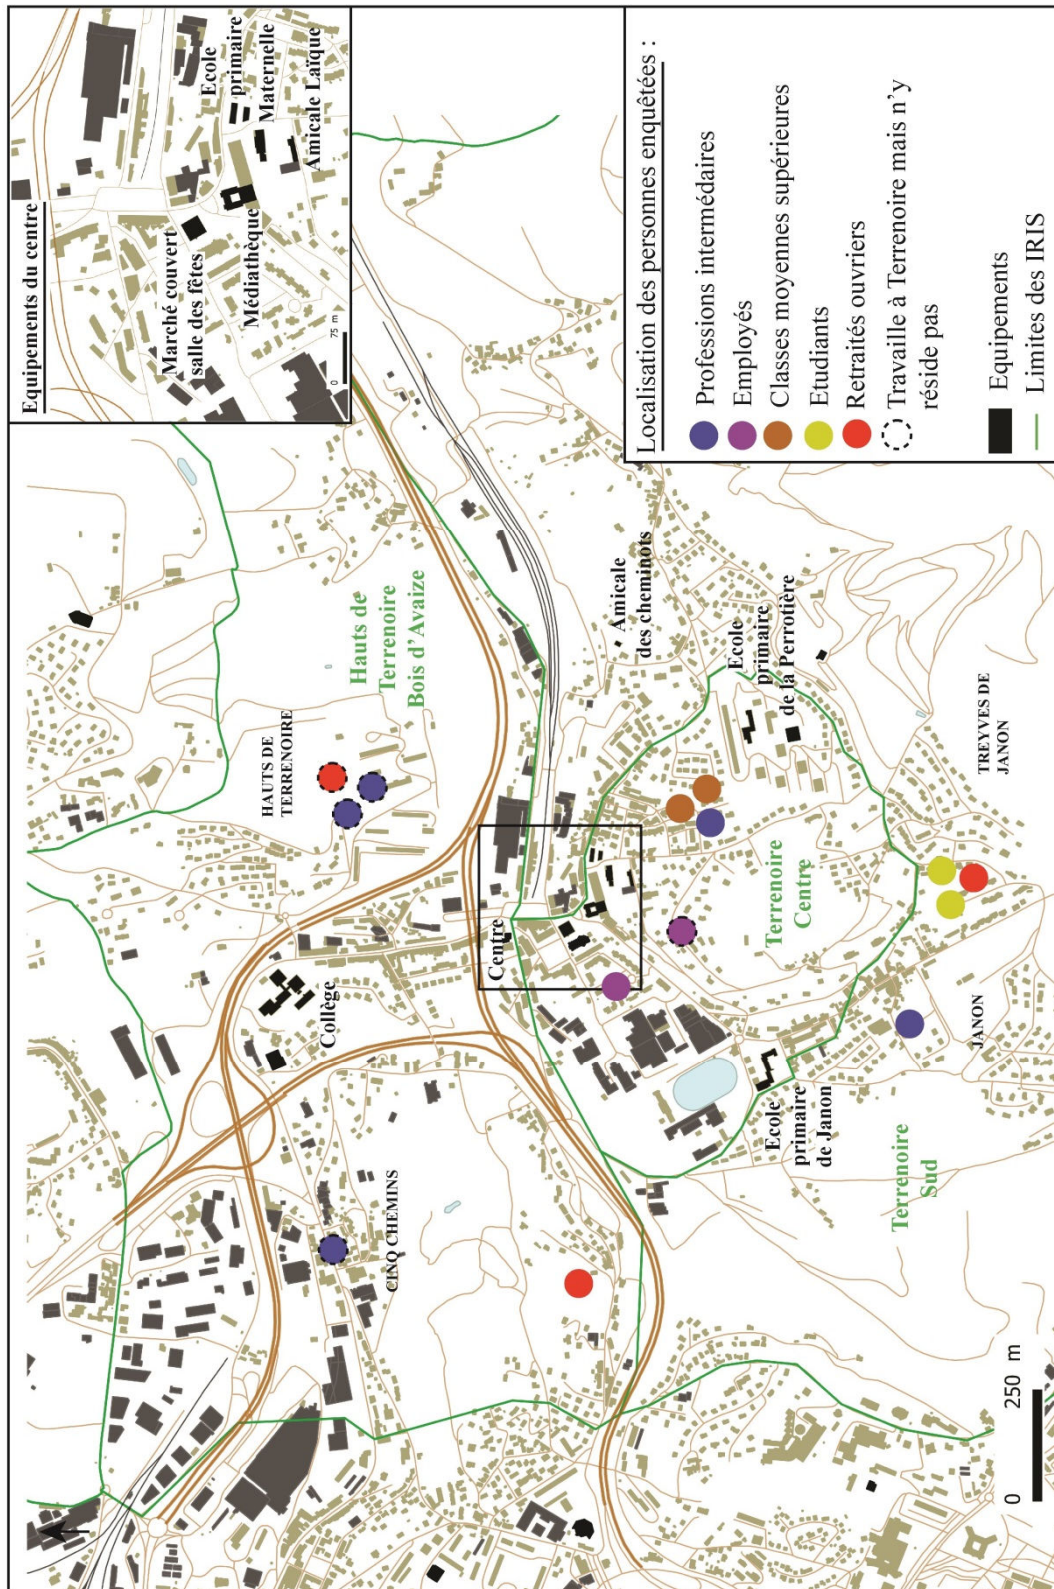 Equipements du centre
Ecole
primaire
Maternelle
Amicale Laïque
Marché couvert
salle des fêtes
Médiathèque
0 75 m
HAUTS DE
TERRENOIRE
Hauts de
Terrenoire
Bois d'Avaize
Collège
CINQ CHEMINS
Centre
Amicale
des cheminots
Ecole
primaire
de la Perrotière
Terrenoire
Centre
Ecole
primaire
de Janon
Terrenoire
Sud
JANON
TREYVES DE
JANON
0 250 m
Localisation des personnes enquêtées :
Professions intermédaires
Employés
Classes moyennes supérieures
Etudiants
Retraités ouvriers
Travaille à Terrenoire mais n'y
réside pas
Equipements
Limites des IRIS